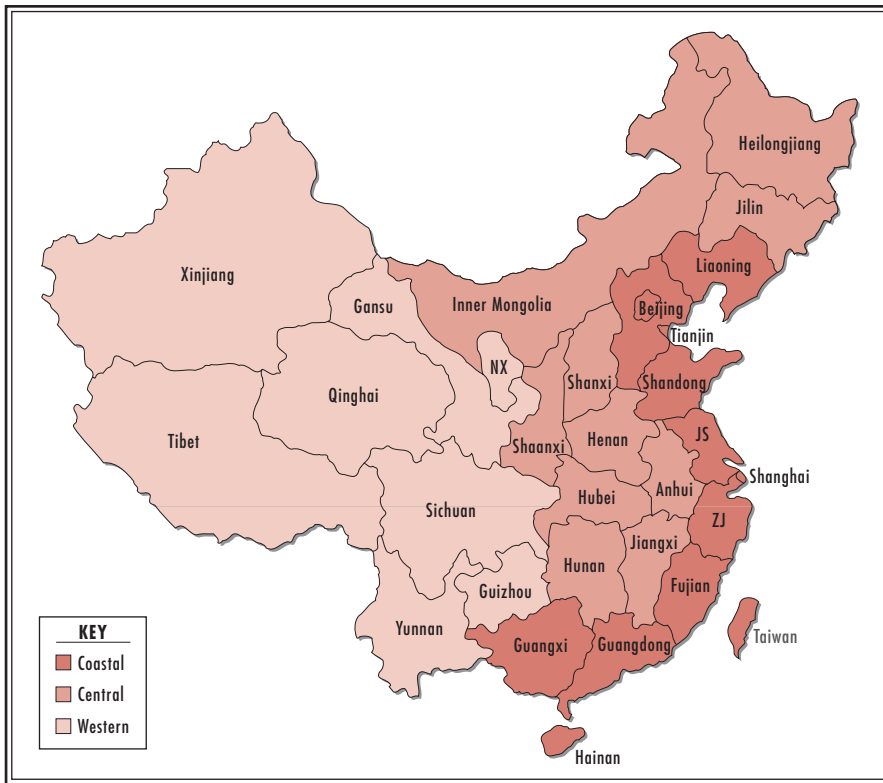 Heilongjiang
Jilin
Liaoning
Xinjiang
Gansu
Inner Mongolia
Beijing
Tianjin
NX
Shanxi
Shandong
Qinghai
Tibet
Shaanxi
Henan
JS
Shanghai
Anhui
Hubei
Sichuan
ZJ
Jiangxi
Hunan
Guizhou
Fujian
Yunnan
Guangxi
Guangdong
Taiwan
Hainan
KEY
Coastal
Central
Western